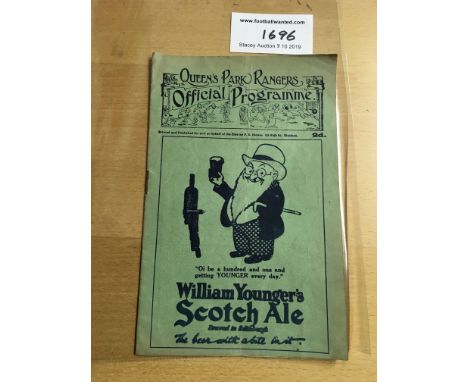 www.footballwanted.com
1696
Stacey Auction 9 10 2019
QUEEN'S PARK RANGERS
Official Programme.
2d.
"Oi be a hundred and one and
getting YOUNGER every day."
William Younger's
Scotch Ale
Brewed in Edinburgh
The beer with a bite in it.